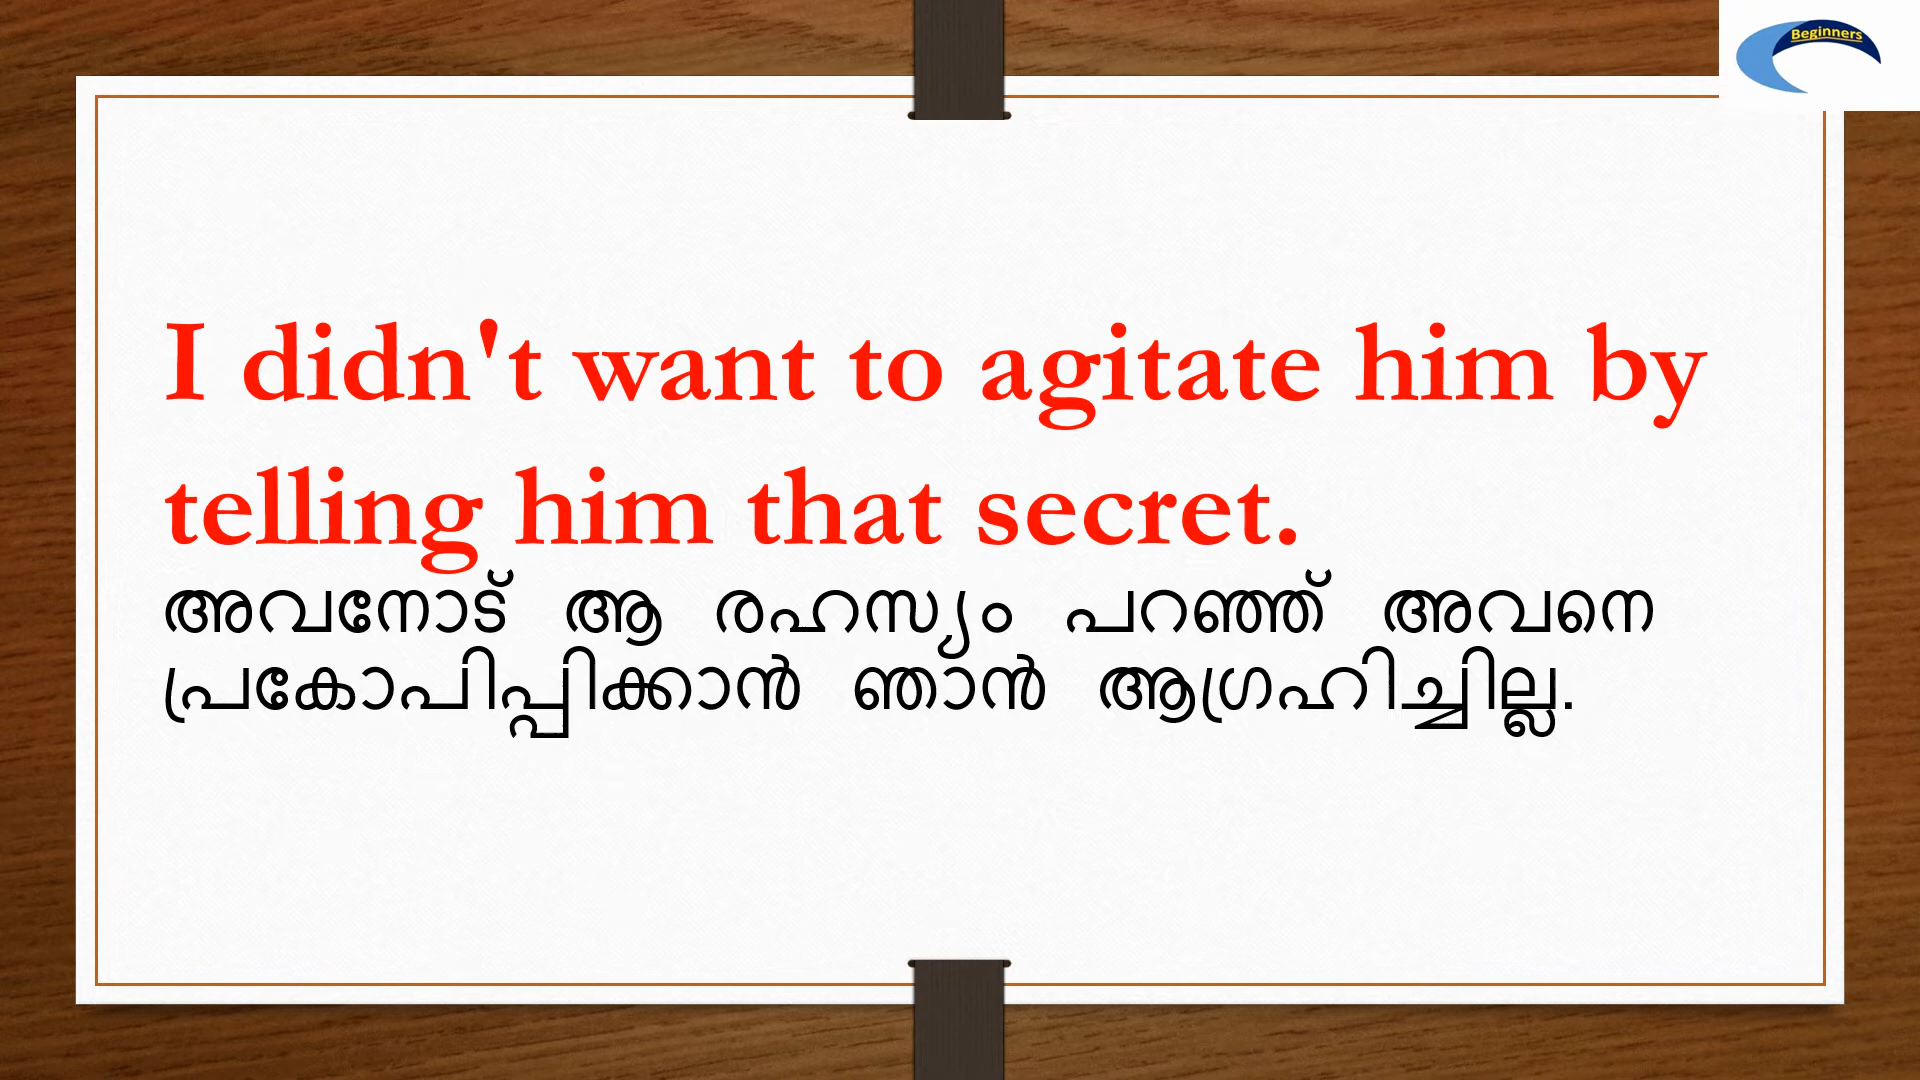 Beginners
I didn't want to agitate him by
telling him that secret.
അവനോട് ആ രഹസ്യം പറഞ്ഞ് അവനെ
പ്രകോപിപ്പിക്കാൻ ഞാൻ ആഗ്രഹിച്ചില്ല.